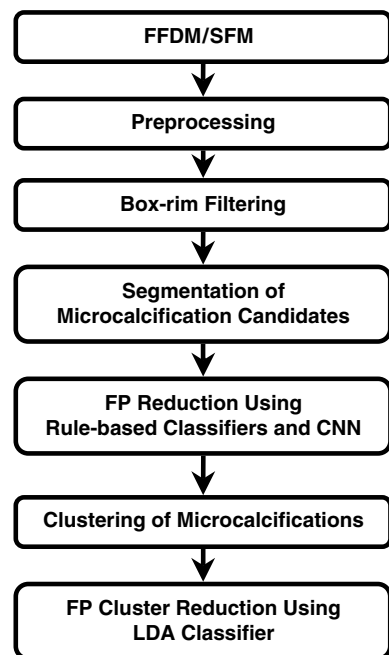 FFDM/SFM
Preprocessing
Box-rim Filtering
Segmentation of
Microcalcification Candidates
FP Reduction Using
Rule-based Classifiers and CNN
Clustering of Microcalcifications
FP Cluster Reduction Using
LDA Classifier